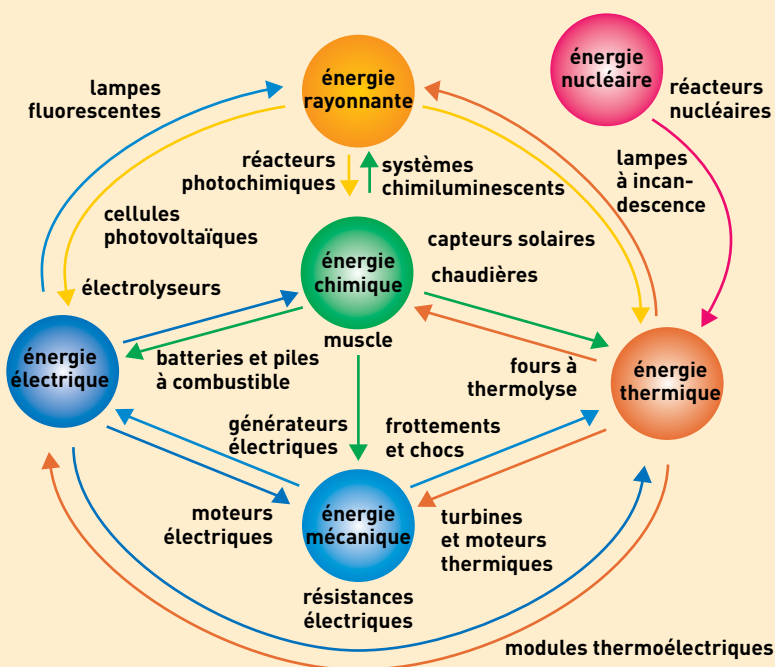 énergie
rayonnante
énergie
nucléaire
lampes
fluorescentes
réacteurs
nucléaires
réacteurs
photochimiques
systèmes
chimiluminescents
lampes
à incan-
descence
cellules
photovoltaïques
capteurs solaires
énergie
chimique
chaudières
électrolyseurs
muscle
énergie
électrique
batteries et piles
à combustible
fours à
thermolyse
énergie
thermique
générateurs
électriques
frottements
et chocs
moteurs
électriques
énergie
mécanique
turbines
et moteurs
thermiques
résistances
électriques
modules thermoélectriques